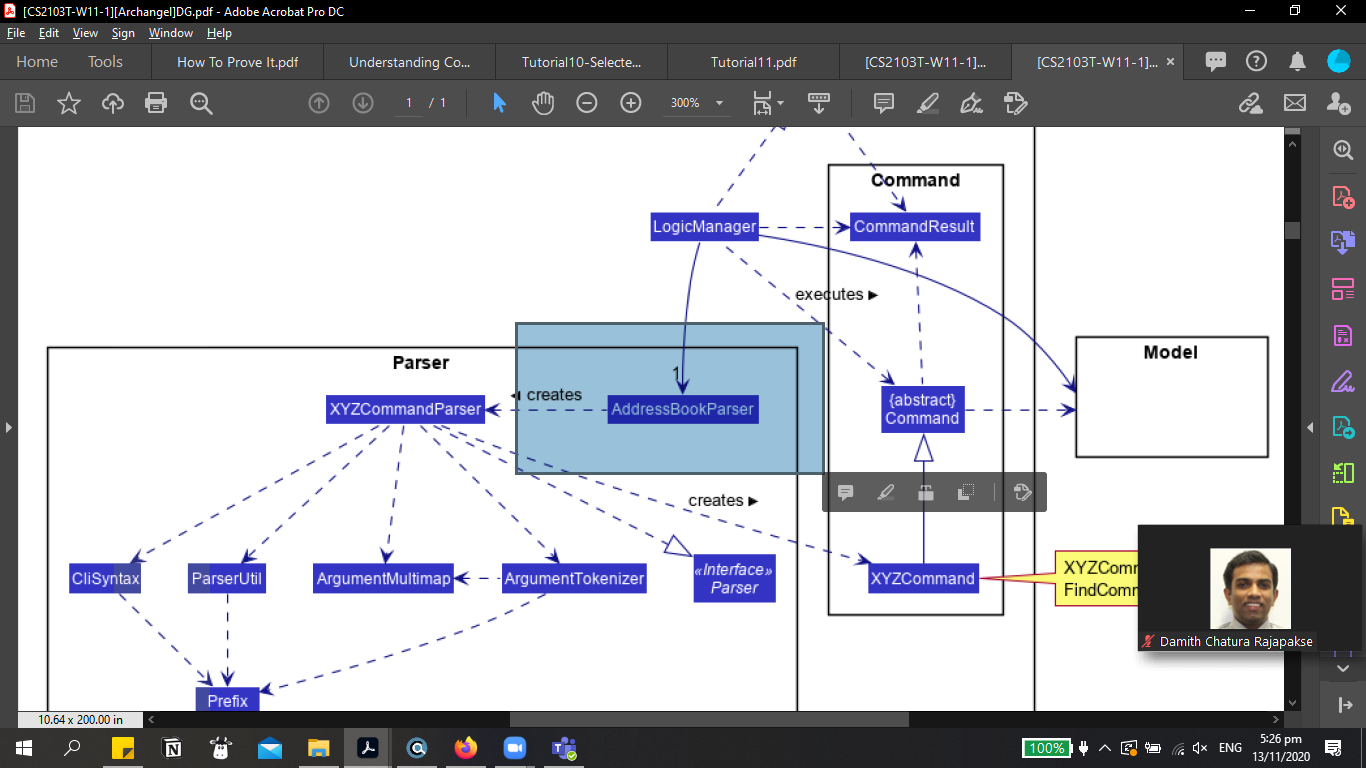 [CS2103T-W11-1][Archangel]DG.pdf - Adobe Acrobat Pro DC
File Edit View Sign Window Help
Home Tools How To Prove It.pdf Understanding Co... Tutorial10-Selecte... Tutorial11.pdf [CS2103T-W11-1]... [CS2103T-W11-1]...
1 / 1 300%
Command
LogicManager CommandResult
executes ►
Model
Parser
1
◄ creates
XYZCommandParser AddressBookParser
{abstract}
Command
creates ►
CliSyntax ParserUtil ArgumentMultimap ArgumentTokenizer
«Interface»
Parser
XYZCommand
XYZComm
FindComm
Damith Chatura Rajapakse
Prefix
10.64 x 200.00 in
100% ENG
5:26 pm
13/11/2020